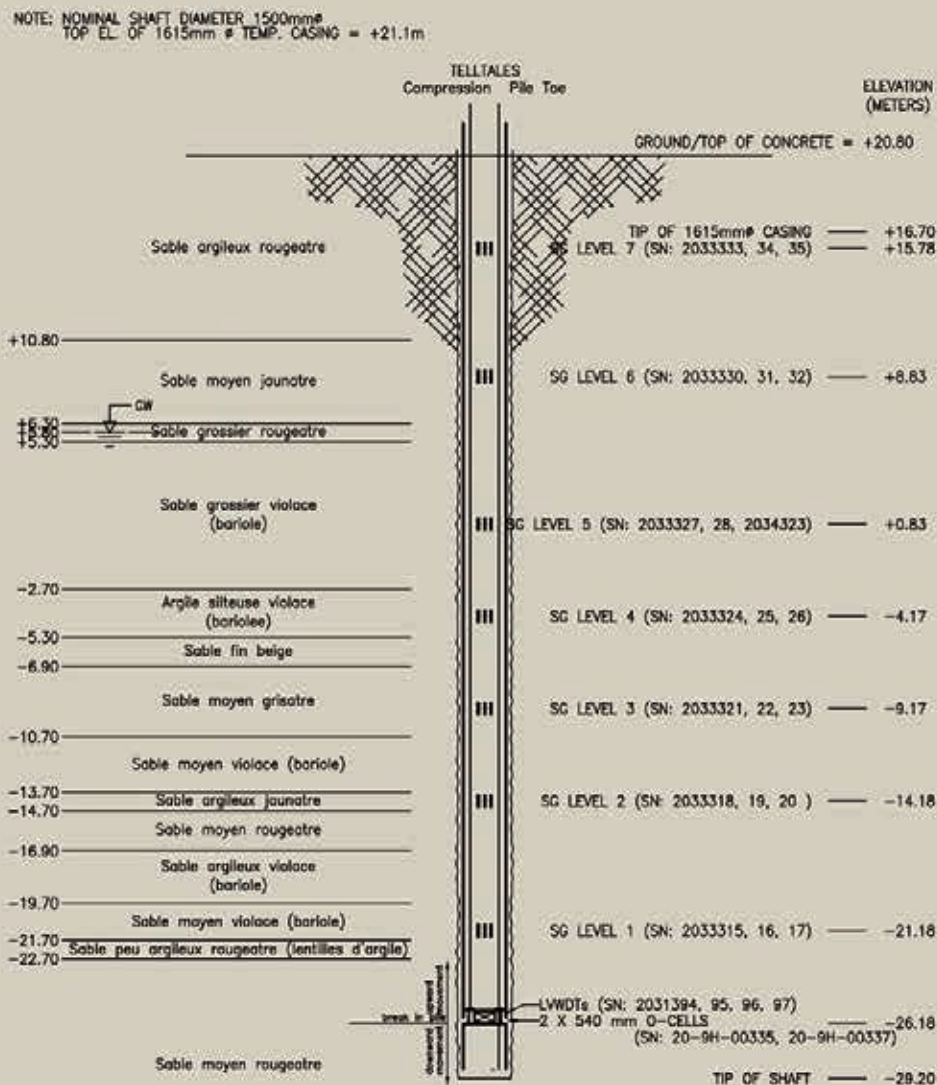 NOTE: NOMINAL SHAFT DIAMETER 1500mmø
TOP EL. OF 1615mm ø TEMP. CASING = +21.1m
TELLTALES
Compression Pile Toe
ELEVATION
(METERS)
GROUND/TOP OF CONCRETE = +20.80
TIP OF 1615mmø CASING +16.70
Sable argileux rougeatre
SG LEVEL 7 (SN: 2033333, 34, 35) +15.78
+10.80
Sable moyen jaunatre
SG LEVEL 6 (SN: 2033330, 31, 32) +8.83
GW
+6.30
Sable grossier rougeatre
+5.30
Sable grossier violace
(bariole)
SG LEVEL 5 (SN: 2033327, 28, 2034323) +0.83
-2.70
Argile silteuse violace
(bariolee)
SG LEVEL 4 (SN: 2033324, 25, 26) -4.17
-5.30
Sable fin beige
-6.90
Sable moyen grisatre
SG LEVEL 3 (SN: 2033321, 22, 23) -9.17
-10.70
Sable moyen violace (bariole)
-13.70
Sable argileux jaunatre
SG LEVEL 2 (SN: 2033318, 19, 20 ) -14.18
-14.70
Sable moyen rougeatre
-16.90
Sable argileux violace
(bariole)
-19.70
Sable moyen violace (bariole)
SG LEVEL 1 (SN: 2033315, 16, 17) -21.18
-21.70
Sable peu argileux rougeatre (lentilles d'argile)
-22.70
upward
movement
LVWDTs (SN: 2031394, 95, 96, 97)
break in
2 X 540 mm O-CELLS -26.18
(SN: 20-9H-00335, 20-9H-00337)
downward
movement
Sable moyen rougeatre
TIP OF SHAFT -29.20